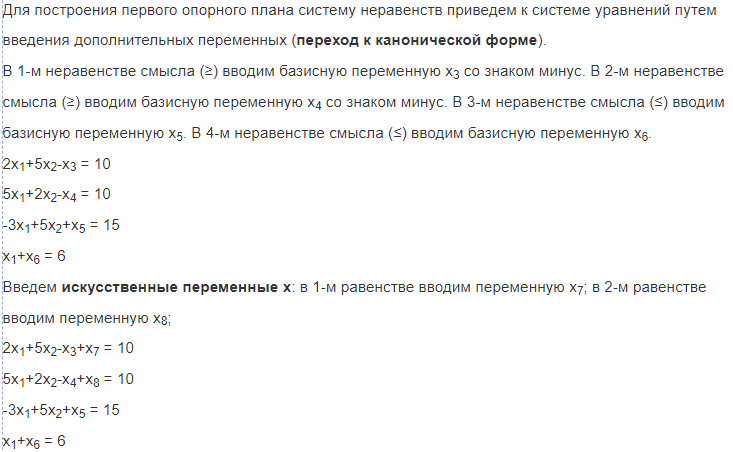 Для построения первого опорного плана систему неравенств приведем к системе уравнений путем
введения дополнительных переменных (переход к канонической форме).
В 1-м неравенстве смысла (≥) вводим базисную переменную x₃ со знаком минус. В 2-м неравенстве
смысла (≥) вводим базисную переменную x₄ со знаком минус. В 3-м неравенстве смысла (≤) вводим
базисную переменную x₅. В 4-м неравенстве смысла (≤) вводим базисную переменную x₆.
2x₁+5x₂-x₃ = 10
5x₁+2x₂-x₄ = 10
-3x₁+5x₂+x₅ = 15
x₁+x₆ = 6
Введем искусственные переменные x: в 1-м равенстве вводим переменную x₇; в 2-м равенстве
вводим переменную x₈;
2x₁+5x₂-x₃+x₇ = 10
5x₁+2x₂-x₄+x₈ = 10
-3x₁+5x₂+x₅ = 15
x₁+x₆ = 6